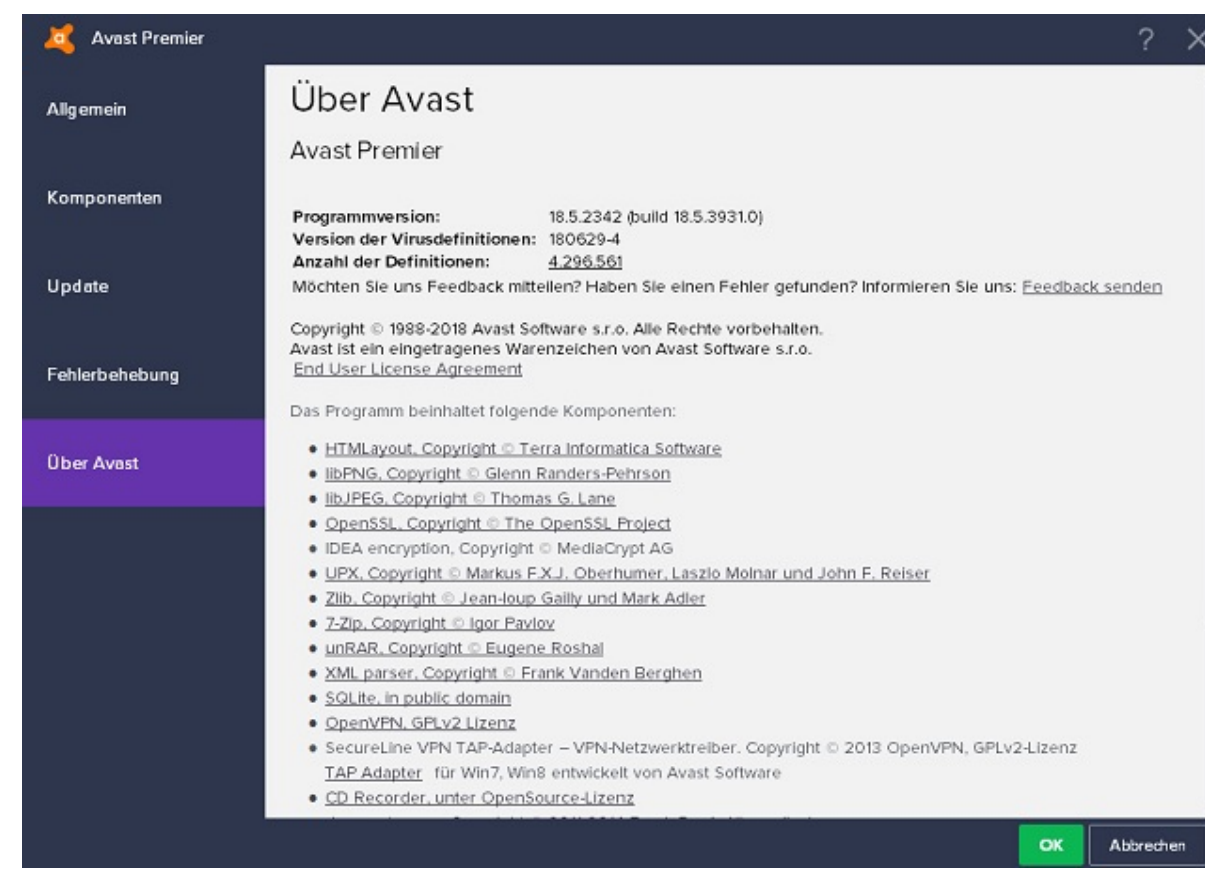 Avast Premier
?
Allgemein
Komponenten
Update
Fehlerbehebung
Über Avast
Über Avast
Avast Premier
Programmversion: 18.5.2342 (build 18.5.3931.0)
Version der Virusdefinitionen: 180629-4
Anzahl der Definitionen: 4.296.561
Möchten Sie uns Feedback mitteilen? Haben Sie einen Fehler gefunden? Informieren Sie uns: Feedback senden
Copyright © 1988-2018 Avast Software s.r.o. Alle Rechte vorbehalten.
Avast ist ein eingetragenes Warenzeichen von Avast Software s.r.o.
End User License Agreement
Das Programm beinhaltet folgende Komponenten:
• HTMLayout, Copyright © Terra Informatica Software
• libPNG, Copyright © Glenn Randers-Pehrson
• libJPEG, Copyright © Thomas G. Lane
• OpenSSL, Copyright © The OpenSSL Project
• IDEA encryption, Copyright © MediaCrypt AG
• UPX, Copyright © Markus F.X.J. Oberhumer, Laszlo Molnar und John F. Reiser
• Zlib, Copyright © Jean-loup Gailly und Mark Adler
• 7-Zip, Copyright © Igor Pavlov
• unRAR, Copyright © Eugene Roshal
• XML parser, Copyright © Frank Vanden Berghen
• SQLite, in public domain
• OpenVPN, GPLv2 Lizenz
• SecureLine VPN TAP-Adapter – VPN-Netzwerktreiber. Copyright © 2013 OpenVPN, GPLv2-Lizenz
TAP Adapter für Win7, Win8 entwickelt von Avast Software
• CD Recorder, unter OpenSource-Lizenz
OK
Abbrechen